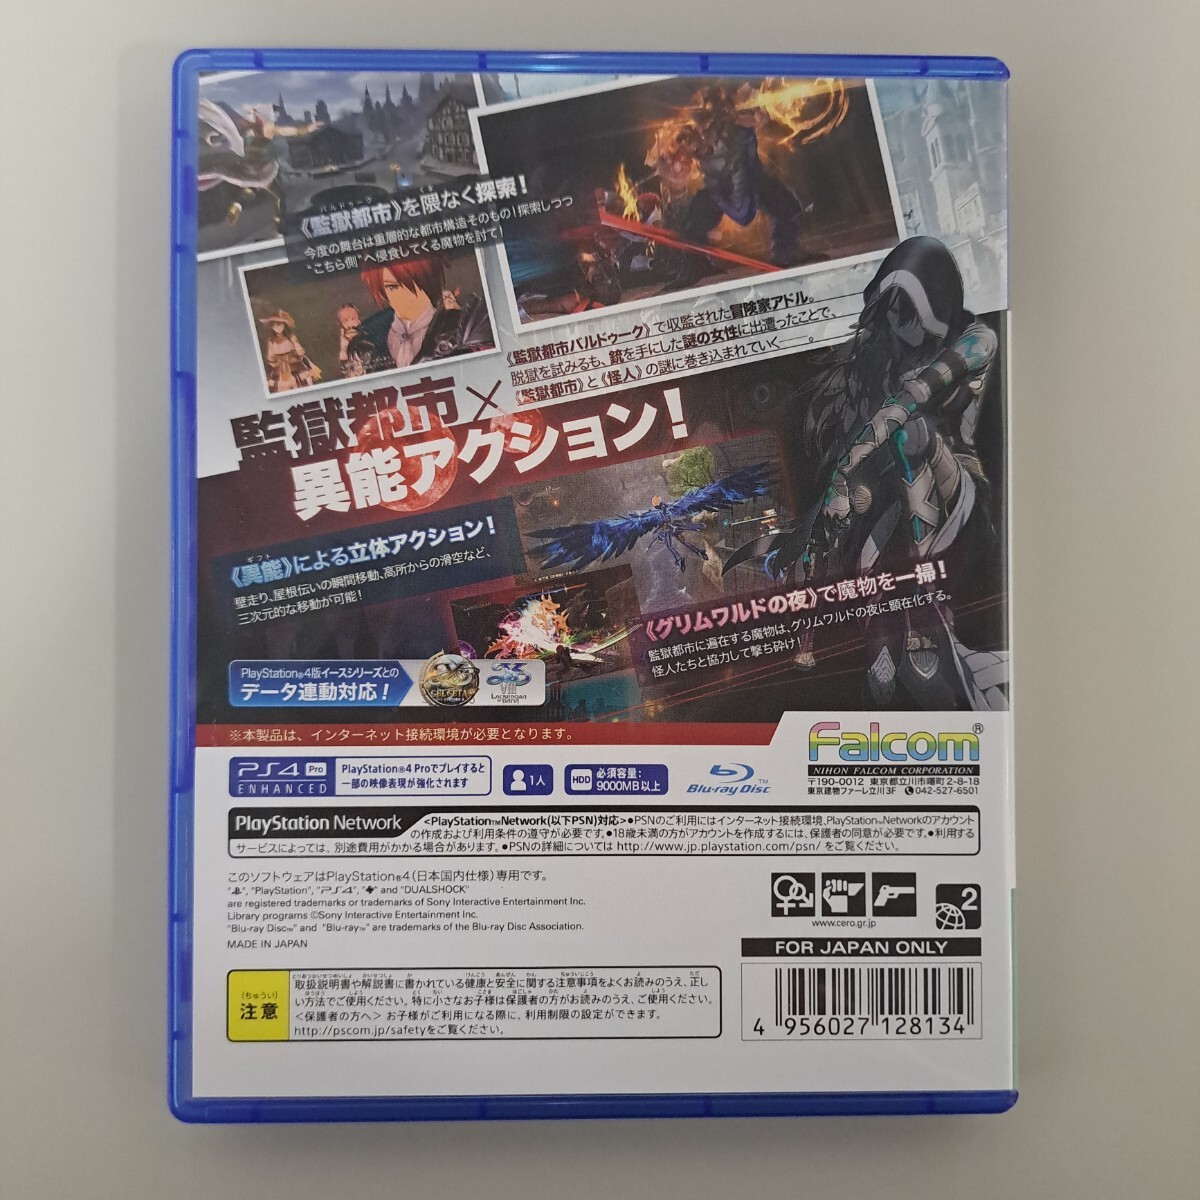 《監獄都市》を隈なく探索!
バルドゥーク
くま
今度の舞台は重層的な都市構造そのもの!探索しつつ
"こちら側"へ侵食してくる魔物を討て!
《監獄都市バルドゥーク》で収監された冒険家アドル。
脱獄を試みるも、銃を手にした謎の女性に出遭ったことで、
《監獄都市》と《怪人》の謎に巻き込まれていく――。
監獄都市×
異能アクション!
ギフト
《異能》による立体アクション!
壁走り、屋根伝いの瞬間移動、高所からの滑空など、
三次元的な移動が可能!
《グリムワルドの夜》で魔物を一掃!
監獄都市に遍在する魔物は、グリムワルドの夜に顕在化する。
怪人たちと協力して撃ち砕け!
PlayStation®4版イースシリーズとの
データ連動対応!
Ys
CELCETA
Ys
VIII
LACRIMOSA
OF DANA
※本製品は、インターネット接続環境が必要となります。
Falcom®
NIHON FALCOM CORPORATION
〒190-0012 東京都立川市曙町2-8-18
東京建物ファーレ立川3F 042-527-6501
PS4 Pro
ENHANCED
PlayStation®4 Proでプレイすると
一部の映像表現が強化されます
1人
HDD
必須容量:
9000MB以上
Blu-ray Disc™
PlayStation Network
<PlayStation™Network(以下PSN)対応>●PSNのご利用にはインターネット接続環境、PlayStation™Networkのアカウント
の作成および利用条件の遵守が必要です。●18歳未満の方がアカウントを作成するには、保護者の同意が必要です。●利用する
サービスによっては、別途費用がかかる場合があります。●PSNの詳細については http://www.jp.playstation.com/psn/ をご覧ください。
このソフトウェアはPlayStation®4(日本国内仕様)専用です。
" ", "PlayStation", "PS4", " " and "DUALSHOCK"
are registered trademarks or trademarks of Sony Interactive Entertainment Inc.
Library programs ©Sony Interactive Entertainment Inc.
"Blu-ray Disc™" and "Blu-ray™" are trademarks of the Blu-ray Disc Association.
MADE IN JAPAN
www.cero.gr.jp
2
FOR JAPAN ONLY
(ちゅうい)
注意
取扱説明書や解説書に書かれている健康と安全に関する注意事項をよくお読みのうえ、正し
い方法でご使用ください。特に小さなお子様は保護者の方がお読みのうえ、ご使用ください。
<保護者の方へ> お子様がご利用になる際に、利用制限の設定ができます。
http://pscom.jp/safetyをご覧ください。
4 956027 128134